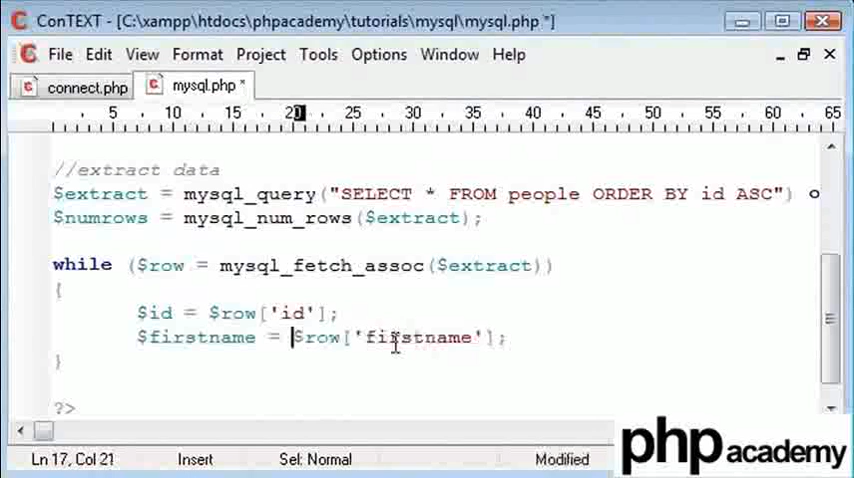 ConTEXT - [C:\xampp\htdocs\phpacademy\tutorials\mysql\mysql.php *]
File Edit View Format Project Tools Options Window Help
connect.php mysql.php *
5 10 15 20 25 30 35 40 45 50 55 60 65
//extract data
$extract = mysql_query("SELECT * FROM people ORDER BY id ASC") o
$numrows = mysql_num_rows($extract);
while ($row = mysql_fetch_assoc($extract))
{
$id = $row['id'];
$firstname = $row['firstname'];
}
?>
Ln 17, Col 21 Insert Sel: Normal Modified
php academy